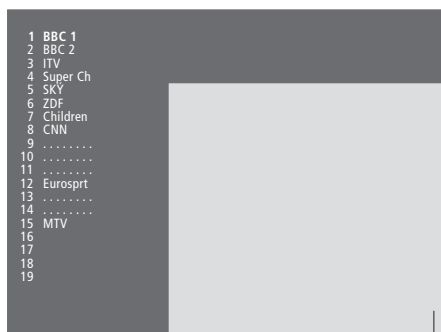 1 BBC 1
2 BBC 2
3 ITV
4 Super Ch
5 SKY
6 ZDF
7 Children
8 CNN
9 . . . . . . . .
10 . . . . . . . .
11 . . . . . . . .
12 Eurosprt
13 . . . . . . . .
14 . . . . . . . .
15 MTV
16
17
18
19